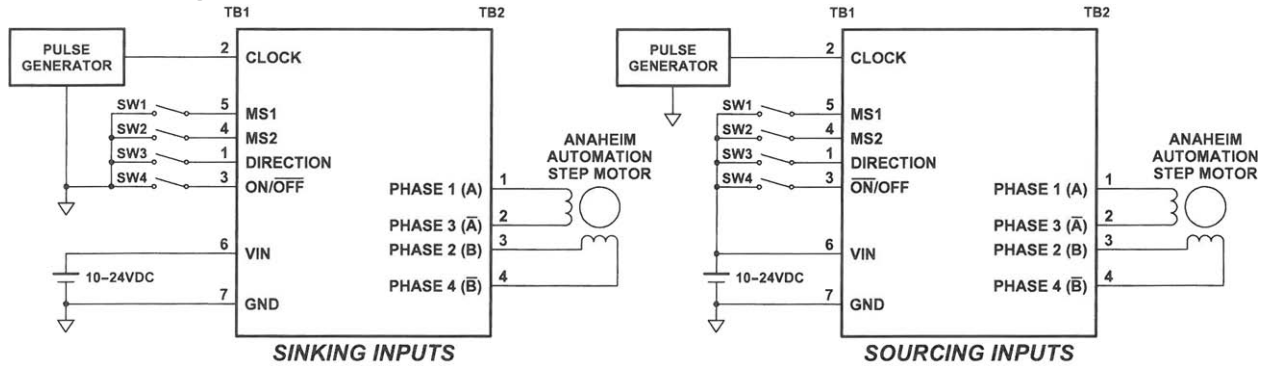 TB1
TB2
PULSE
GENERATOR
2 CLOCK
SW1 5 MS1
SW2 4 MS2
SW3 1 DIRECTION
SW4 3 ON/O̅F̅F̅
6 VIN
10–24VDC
7 GND
PHASE 1 (A) 1
PHASE 3 (A̅) 2
PHASE 2 (B) 3
PHASE 4 (B̅) 4
ANAHEIM
AUTOMATION
STEP MOTOR
SINKING INPUTS
TB1
TB2
PULSE
GENERATOR
2 CLOCK
SW1 5 MS1
SW2 4 MS2
SW3 1 DIRECTION
SW4 3 O̅N̅/OFF
6 VIN
10–24VDC
7 GND
PHASE 1 (A) 1
PHASE 3 (A̅) 2
PHASE 2 (B) 3
PHASE 4 (B̅) 4
ANAHEIM
AUTOMATION
STEP MOTOR
SOURCING INPUTS